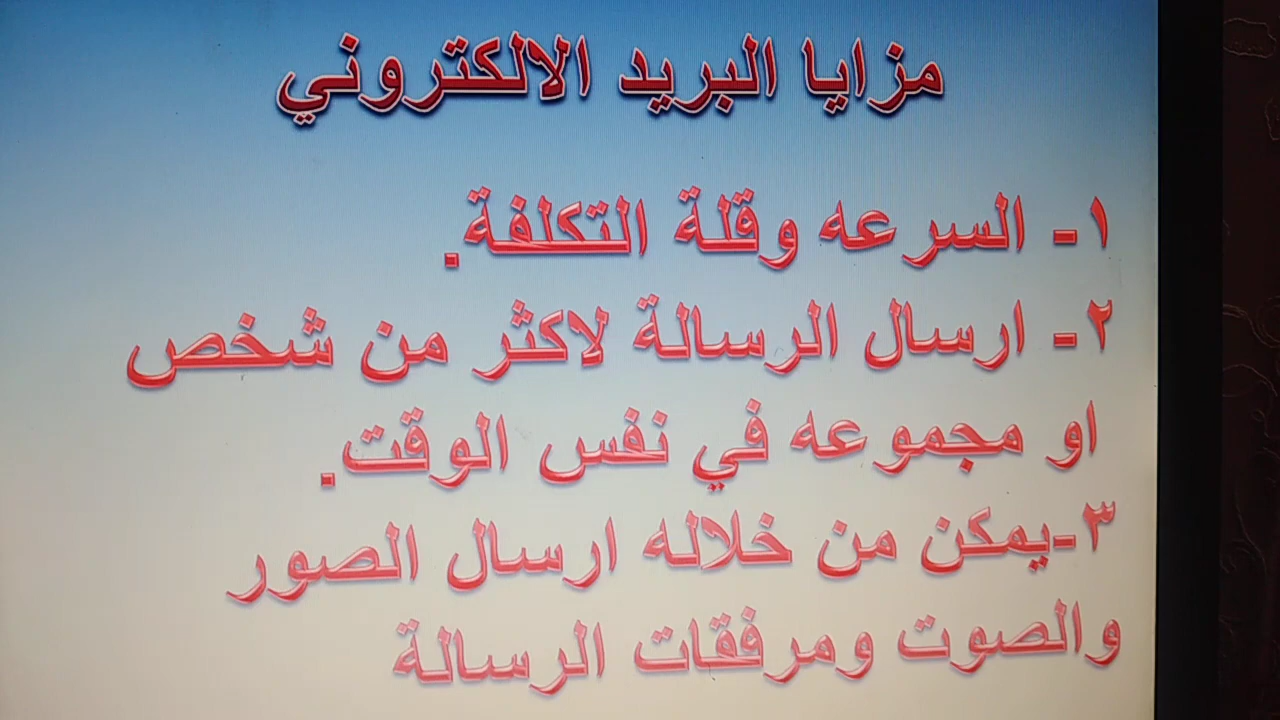 مزايا البريد الالكتروني
١- السرعه وقلة التكلفة.
٢- ارسال الرسالة لاكثر من شخص
او مجموعه في نفس الوقت.
٣-يمكن من خلاله ارسال الصور
والصوت ومرفقات الرسالة